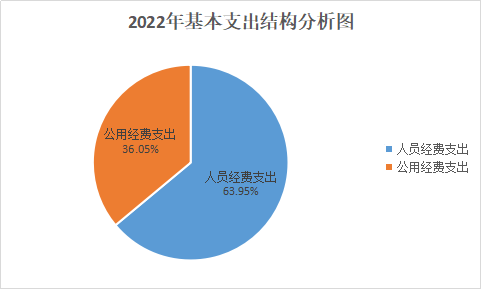 2022年基本支出结构分析图
公用经费支出
36.05%
人员经费支出
63.95%
人员经费支出
公用经费支出